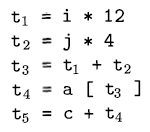 t₁ = i * 12
t₂ = j * 4
t₃ = t₁ + t₂
t₄ = a [ t₃ ]
t₅ = c + t₄